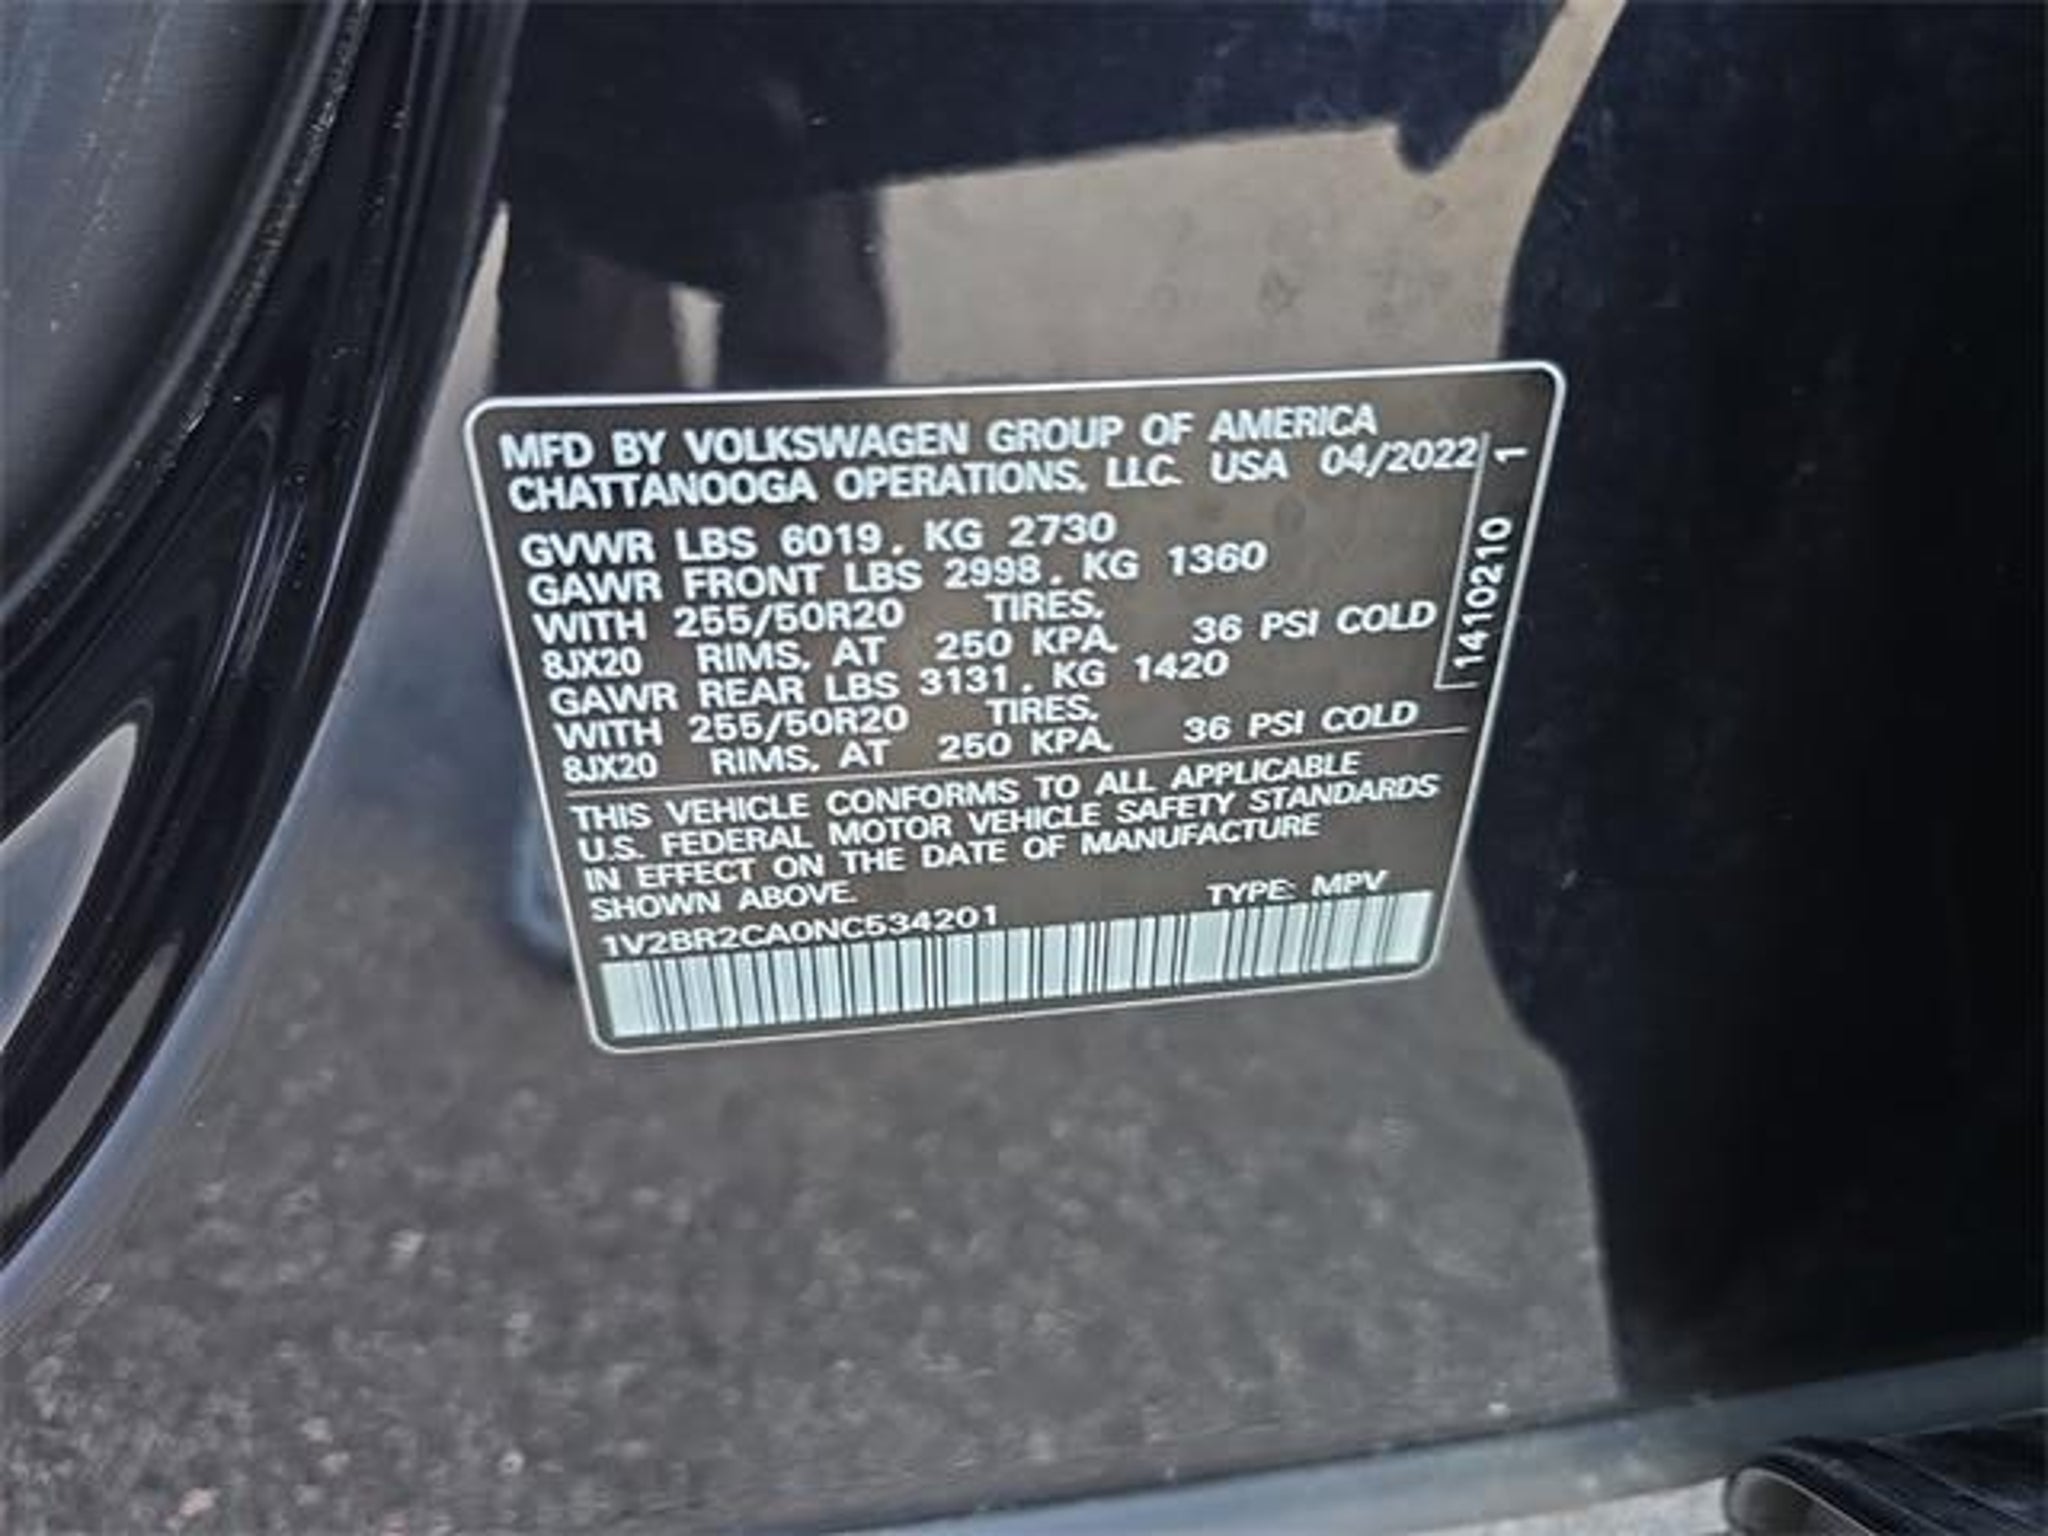 MFD BY VOLKSWAGEN GROUP OF AMERICA
CHATTANOOGA OPERATIONS, LLC. USA 04/2022
GVWR LBS 6019, KG 2730
GAWR FRONT LBS 2998, KG 1360
WITH 255/50R20 TIRES,
8JX20 RIMS, AT 250 KPA, 36 PSI COLD
GAWR REAR LBS 3131, KG 1420
WITH 255/50R20 TIRES,
8JX20 RIMS, AT 250 KPA, 36 PSI COLD
THIS VEHICLE CONFORMS TO ALL APPLICABLE
U.S. FEDERAL MOTOR VEHICLE SAFETY STANDARDS
IN EFFECT ON THE DATE OF MANUFACTURE
SHOWN ABOVE.
TYPE: MPV
1V2BR2CA0NC534201
1410210 1